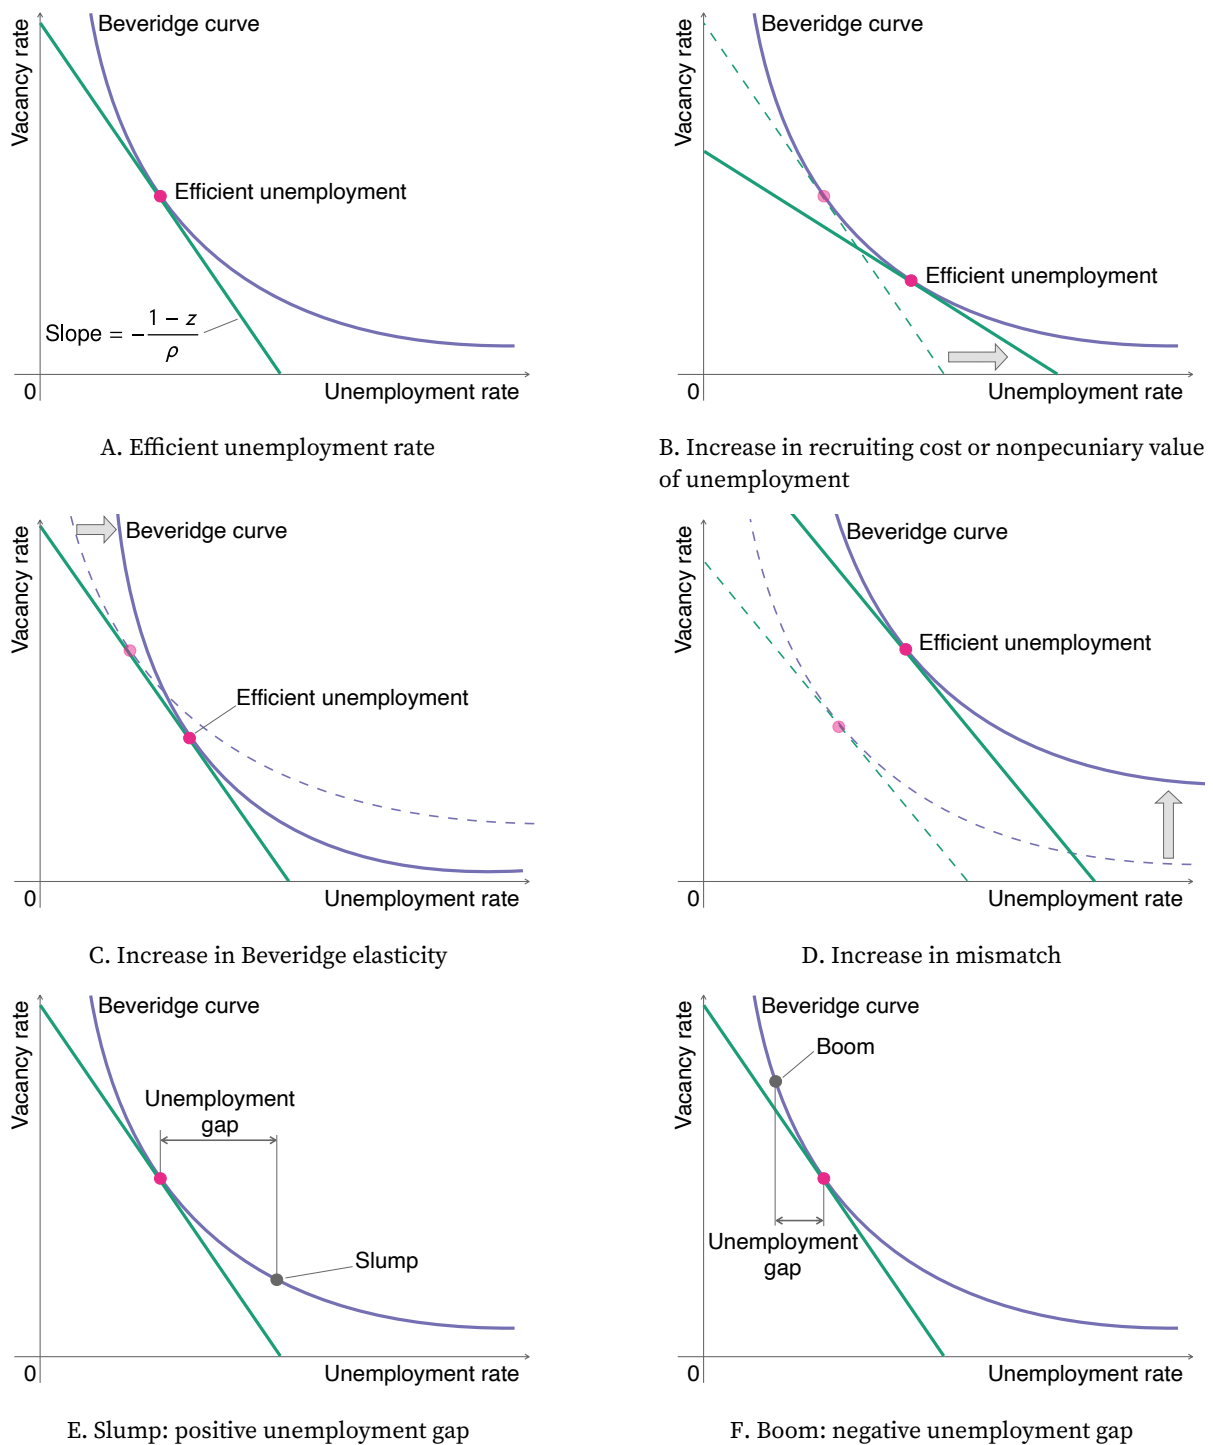 Vacancy rate
Beveridge curve
Efficient unemployment
Slope = −(1 − z)/ρ
0
Unemployment rate
A. Efficient unemployment rate
Vacancy rate
Beveridge curve
Efficient unemployment
0
Unemployment rate
B. Increase in recruiting cost or nonpecuniary value
of unemployment
Vacancy rate
Beveridge curve
Efficient unemployment
0
Unemployment rate
C. Increase in Beveridge elasticity
Vacancy rate
Beveridge curve
Efficient unemployment
0
Unemployment rate
D. Increase in mismatch
Vacancy rate
Beveridge curve
Unemployment
gap
Slump
0
Unemployment rate
E. Slump: positive unemployment gap
Vacancy rate
Beveridge curve
Boom
Unemployment
gap
0
Unemployment rate
F. Boom: negative unemployment gap